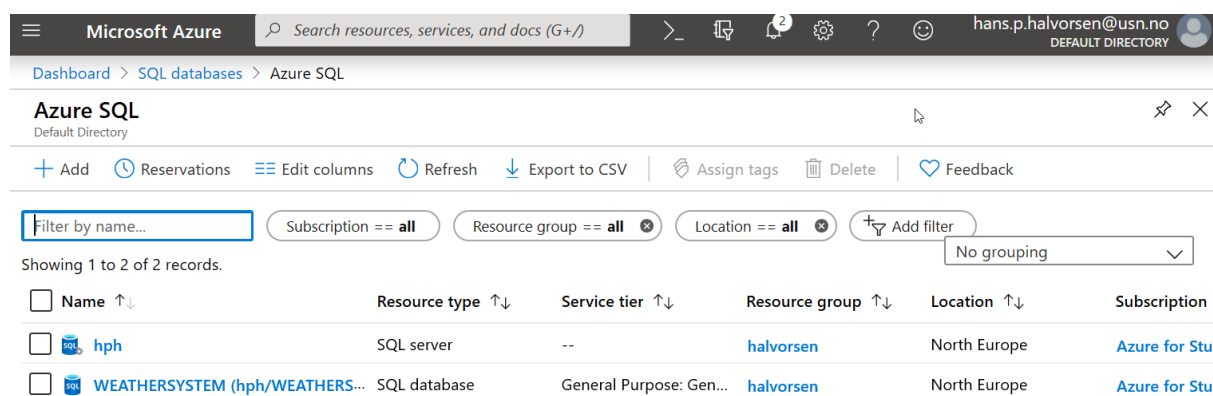 Microsoft Azure Search resources, services, and docs (G+/) >_ 2 ? hans.p.halvorsen@usn.no
DEFAULT DIRECTORY
Dashboard > SQL databases > Azure SQL
Azure SQL
Default Directory
Add Reservations Edit columns Refresh Export to CSV Assign tags Delete Feedback
Filter by name... Subscription == all Resource group == all Location == all Add filter
No grouping
Showing 1 to 2 of 2 records.
Name ↑↓ Resource type ↑↓ Service tier ↑↓ Resource group ↑↓ Location ↑↓ Subscription
SQL hph SQL server -- halvorsen North Europe Azure for Stu
SQL WEATHERSYSTEM (hph/WEATHERS... SQL database General Purpose: Gen... halvorsen North Europe Azure for Stu